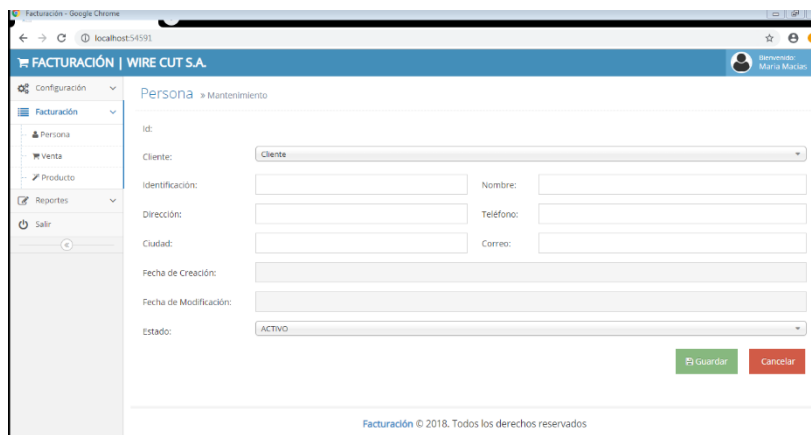 Facturación - Google Chrome
localhost:54591
FACTURACIÓN | WIRE CUT S.A.
Bienvenido:
Maria Macias
Configuración
Facturación
Persona
Venta
Producto
Reportes
Salir
Persona » Mantenimiento
Id:
Cliente: Cliente
Identificación: Nombre:
Dirección: Teléfono:
Ciudad: Correo:
Fecha de Creación:
Fecha de Modificación:
Estado: ACTIVO
Guardar Cancelar
Facturación © 2018. Todos los derechos reservados